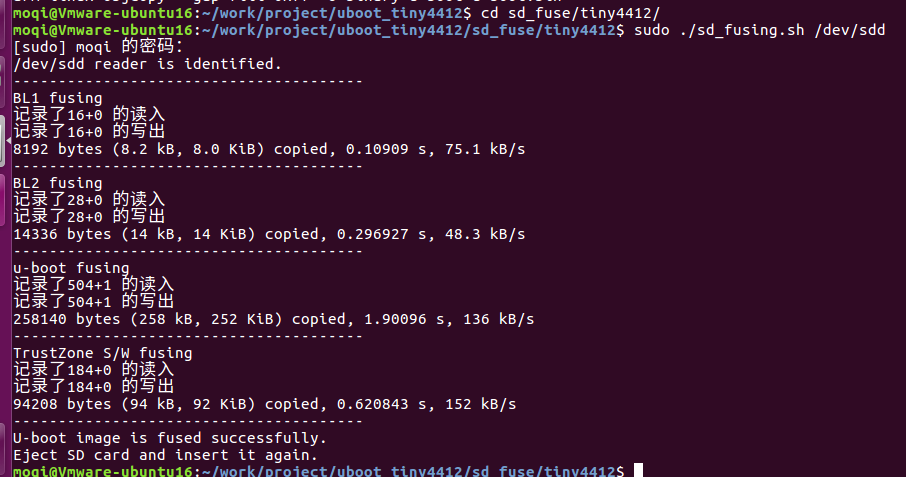 moqi@Vmware-ubuntu16:~/work/project/uboot_tiny4412$ cd sd_fuse/tiny4412/
moqi@Vmware-ubuntu16:~/work/project/uboot_tiny4412/sd_fuse/tiny4412$ sudo ./sd_fusing.sh /dev/sdd
[sudo] moqi 的密码：
/dev/sdd reader is identified.
---------------------------------------
BL1 fusing
记录了16+0 的读入
记录了16+0 的写出
8192 bytes (8.2 kB, 8.0 KiB) copied, 0.10909 s, 75.1 kB/s
---------------------------------------
BL2 fusing
记录了28+0 的读入
记录了28+0 的写出
14336 bytes (14 kB, 14 KiB) copied, 0.296927 s, 48.3 kB/s
---------------------------------------
u-boot fusing
记录了504+1 的读入
记录了504+1 的写出
258140 bytes (258 kB, 252 KiB) copied, 1.90096 s, 136 kB/s
---------------------------------------
TrustZone S/W fusing
记录了184+0 的读入
记录了184+0 的写出
94208 bytes (94 kB, 92 KiB) copied, 0.620843 s, 152 kB/s
---------------------------------------
U-boot image is fused successfully.
Eject SD card and insert it again.
moqi@Vmware-ubuntu16:~/work/project/uboot_tiny4412/sd_fuse/tiny4412$